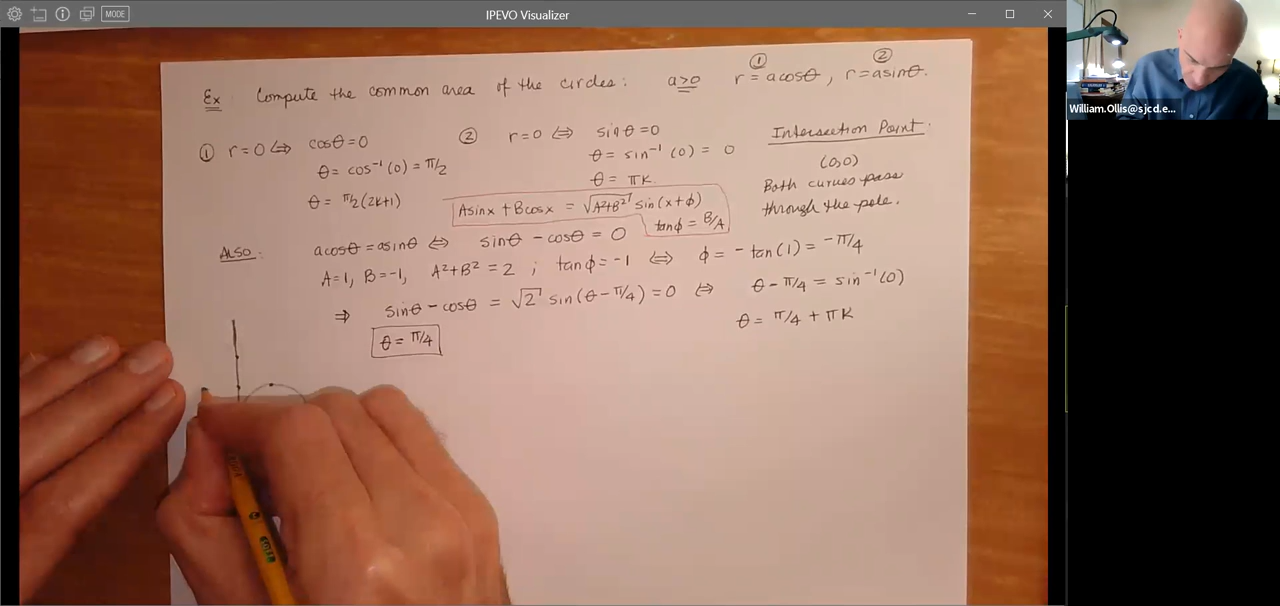 MODE
IPEVO Visualizer
William.Ollis@sjcd.e...
① ②
Ex. Compute the common area of the circles: a>0 r = acosθ, r = asinθ.
① r=0 ⇔ cosθ=0
θ = cos⁻¹(0) = π/2
θ = π/2(2k+1)
② r=0 ⇔ sinθ=0
θ = sin⁻¹(0) = 0
θ = πK
Intersection Point:
(0,0)
Both curves pass
through the pole.
Asinx + Bcosx = √A²+B² sin(x+ϕ)
tanϕ = B/A
ALSO: acosθ = asinθ ⇔ sinθ - cosθ = 0
A=1, B=-1, A²+B² = 2 ; tanϕ = -1 ⇔ ϕ = -tan(1) = -π/4
⇒ sinθ - cosθ = √2 sin(θ-π/4) = 0 ⇔ θ-π/4 = sin⁻¹(0)
θ = π/4 + πK
θ = π/4